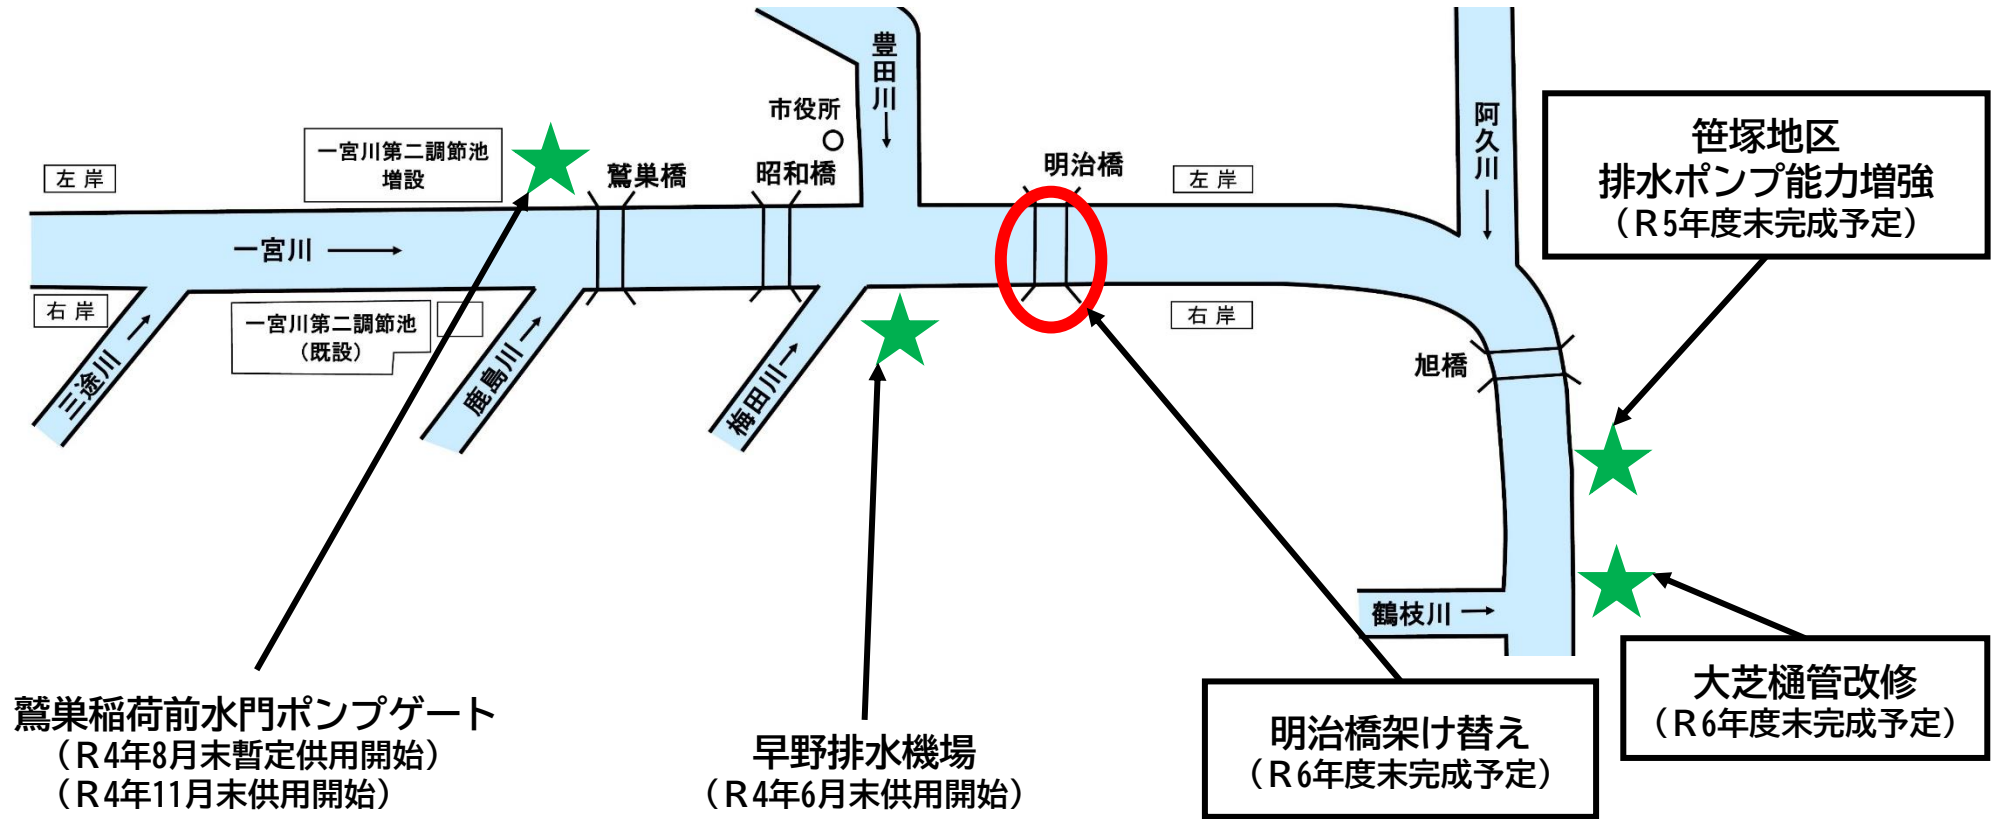 豊田川
市役所
阿久川
笹塚地区
排水ポンプ能力増強
（R5年度末完成予定）
一宮川第二調節池
増設
左岸
鷲巣橋
昭和橋
明治橋
左岸
一宮川
右岸
一宮川第二調節池
（既設）
右岸
三途川
鹿島川
梅田川
旭橋
鶴枝川
鷲巣稲荷前水門ポンプゲート
（R4年8月末暫定供用開始）
（R4年11月末供用開始）
早野排水機場
（R4年6月末供用開始）
明治橋架け替え
（R6年度末完成予定）
大芝樋管改修
（R6年度末完成予定）